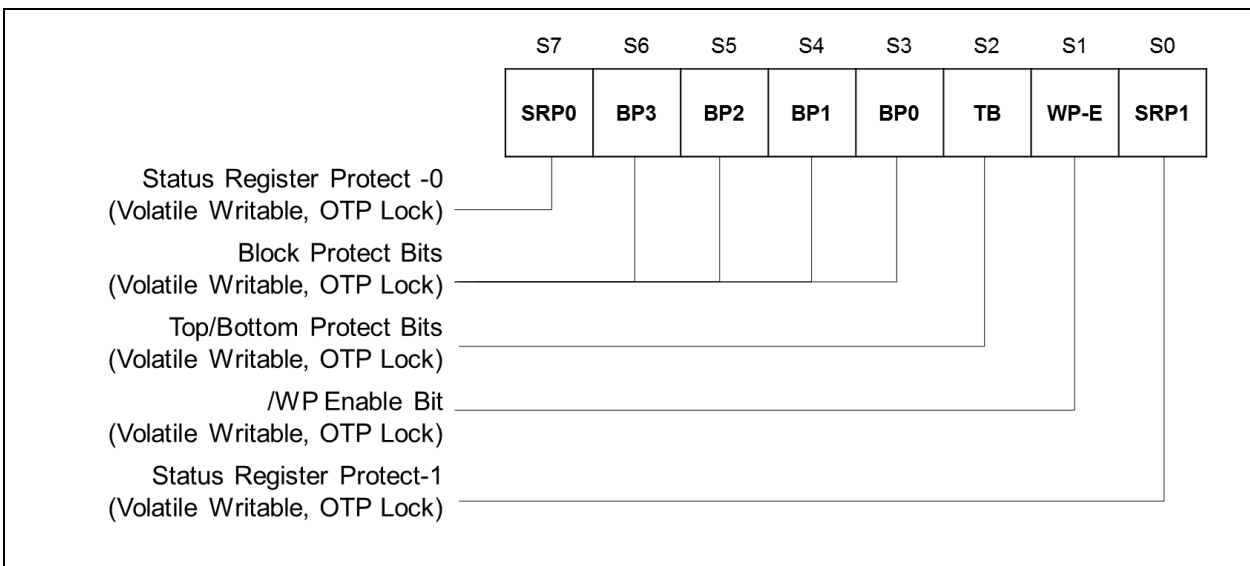 S7 S6 S5 S4 S3 S2 S1 S0
SRP0 BP3 BP2 BP1 BP0 TB WP-E SRP1
Status Register Protect -0
(Volatile Writable, OTP Lock)
Block Protect Bits
(Volatile Writable, OTP Lock)
Top/Bottom Protect Bits
(Volatile Writable, OTP Lock)
/WP Enable Bit
(Volatile Writable, OTP Lock)
Status Register Protect-1
(Volatile Writable, OTP Lock)